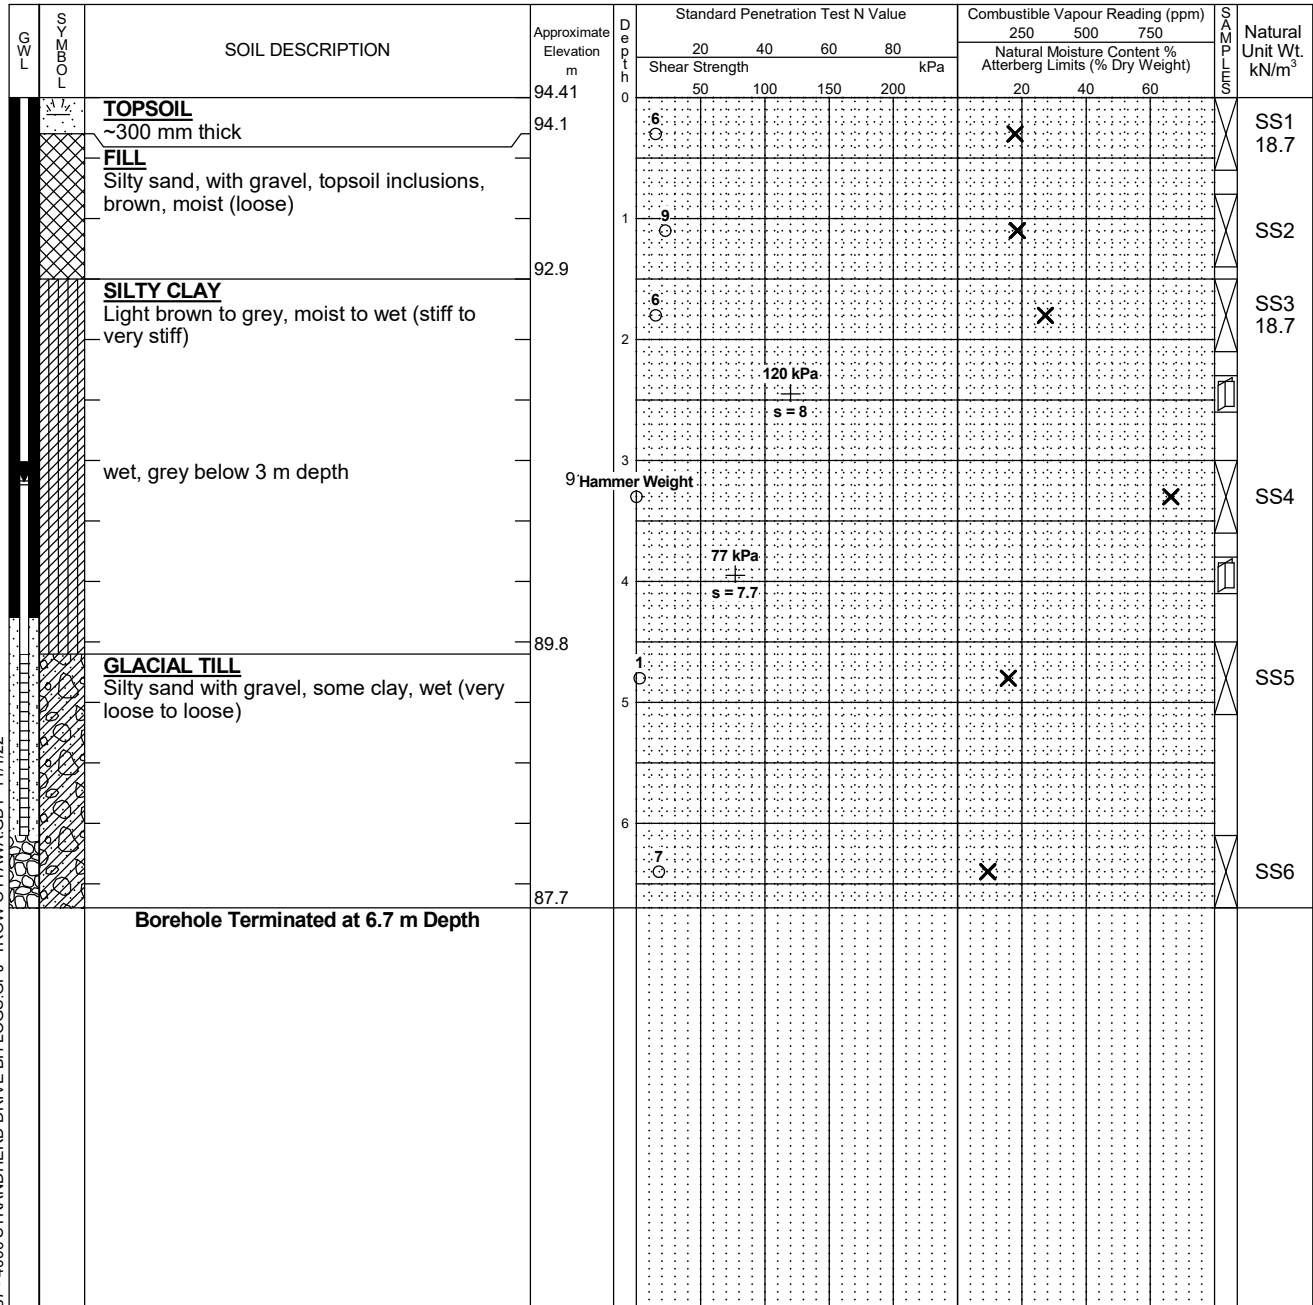 GWL
SYMBOL
SOIL DESCRIPTION
Approximate
Elevation
m
Depth
Standard Penetration Test N Value
20 40 60 80
Shear Strength kPa
50 100 150 200
Combustible Vapour Reading (ppm)
250 500 750
Natural Moisture Content %
Atterberg Limits (% Dry Weight)
20 40 60
SAMPLES
Natural
Unit Wt.
kN/m³
94.41
0
TOPSOIL
~300 mm thick
94.1
6
SS1
18.7
FILL
Silty sand, with gravel, topsoil inclusions,
brown, moist (loose)
1
9
SS2
92.9
SILTY CLAY
Light brown to grey, moist to wet (stiff to
very stiff)
6
SS3
18.7
2
120 kPa
s = 8
3
wet, grey below 3 m depth
9
Hammer Weight
SS4
77 kPa
4
s = 7.7
89.8
GLACIAL TILL
Silty sand with gravel, some clay, wet (very
loose to loose)
1
SS5
5
6
7
SS6
87.7
Borehole Terminated at 6.7 m Depth